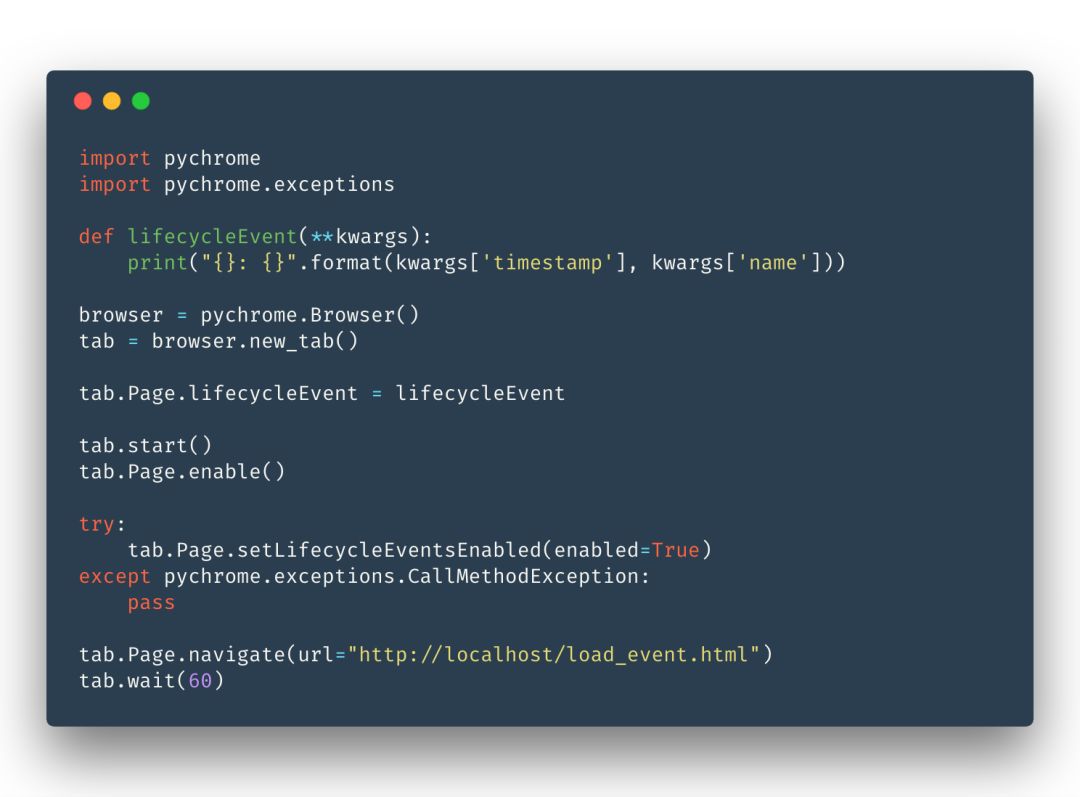 import pychrome
import pychrome.exceptions
def lifecycleEvent(**kwargs):
    print("{}: {}".format(kwargs['timestamp'], kwargs['name']))
browser = pychrome.Browser()
tab = browser.new_tab()
tab.Page.lifecycleEvent = lifecycleEvent
tab.start()
tab.Page.enable()
try:
    tab.Page.setLifecycleEventsEnabled(enabled=True)
except pychrome.exceptions.CallMethodException:
    pass
tab.Page.navigate(url="http://localhost/load_event.html")
tab.wait(60)